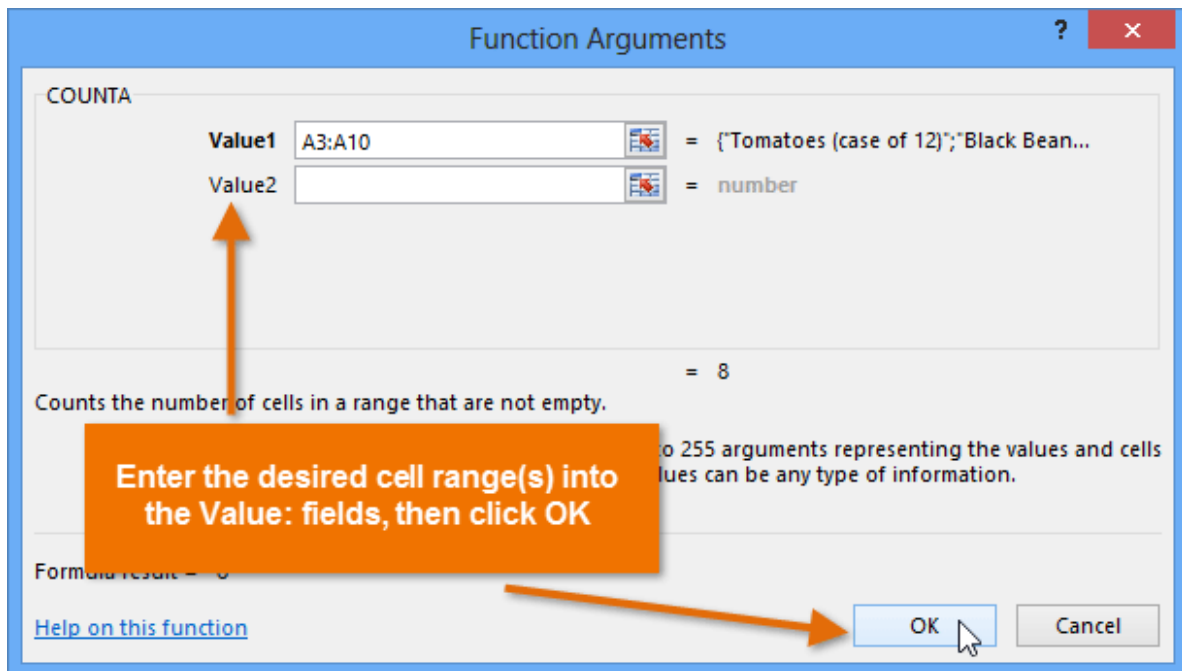 Function Arguments
?
COUNTA
Value1 A3:A10 = {"Tomatoes (case of 12)";"Black Bean...
Value2 = number
= 8
Counts the number of cells in a range that are not empty.
to 255 arguments representing the values and cells
lues can be any type of information.
Enter the desired cell range(s) into
the Value: fields, then click OK
Formula result =
Help on this function
OK Cancel